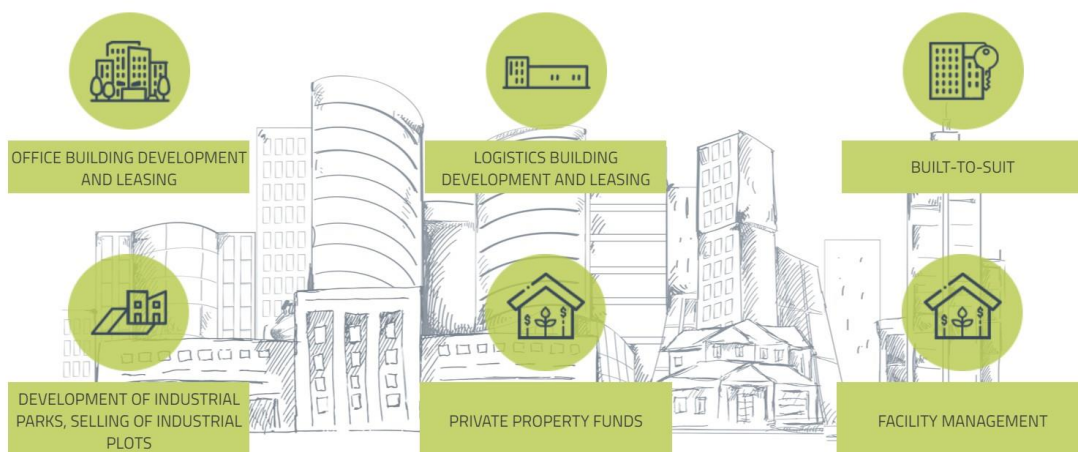 OFFICE BUILDING DEVELOPMENT
AND LEASING
LOGISTICS BUILDING
DEVELOPMENT AND LEASING
BUILT-TO-SUIT
DEVELOPMENT OF INDUSTRIAL
PARKS, SELLING OF INDUSTRIAL
PLOTS
PRIVATE PROPERTY FUNDS
FACILITY MANAGEMENT